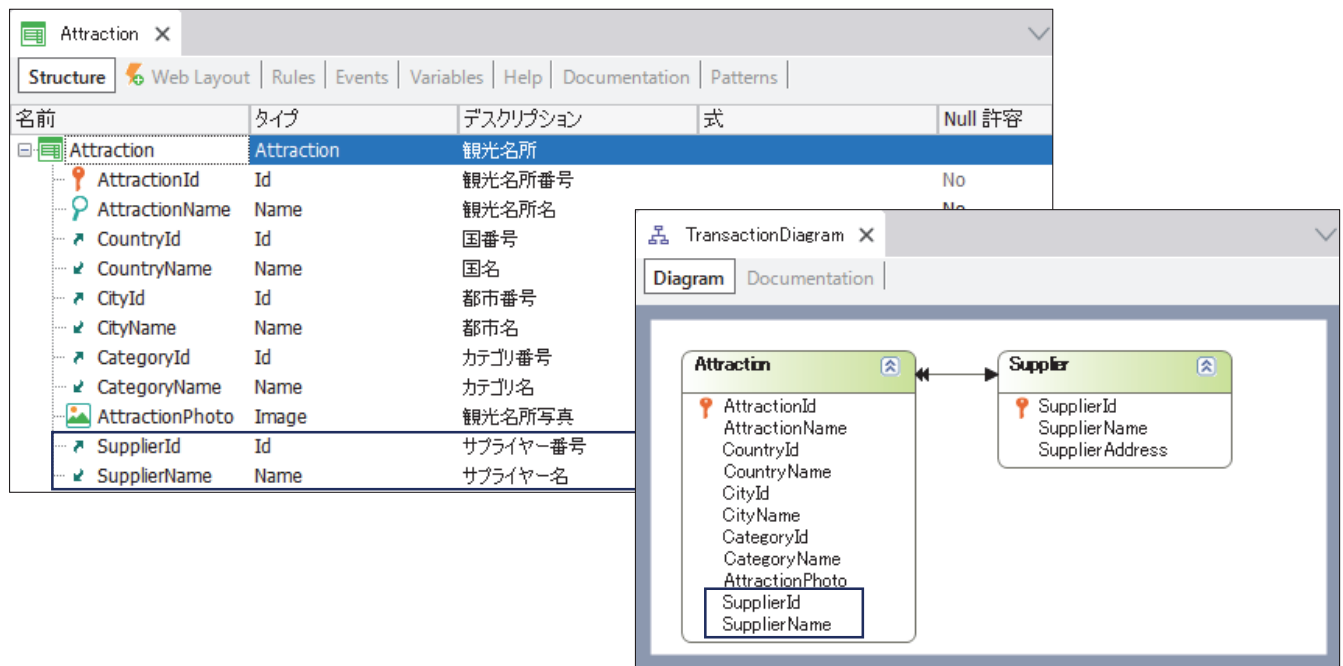 Attraction
Structure Web Layout Rules Events Variables Help Documentation Patterns
名前 タイプ デスクリプション 式 Null 許容
Attraction Attraction 観光名所
AttractionId Id 観光名所番号 No
AttractionName Name 観光名所名 No
CountryId Id 国番号
CountryName Name 国名
CityId Id 都市番号
CityName Name 都市名
CategoryId Id カテゴリ番号
CategoryName Name カテゴリ名
AttractionPhoto Image 観光名所写真
SupplierId Id サプライヤー番号
SupplierName Name サプライヤー名
TransactionDiagram
Diagram Documentation
Attraction
AttractionId
AttractionName
CountryId
CountryName
CityId
CityName
CategoryId
CategoryName
AttractionPhoto
SupplierId
SupplierName
Supplier
SupplierId
SupplierName
SupplierAddress